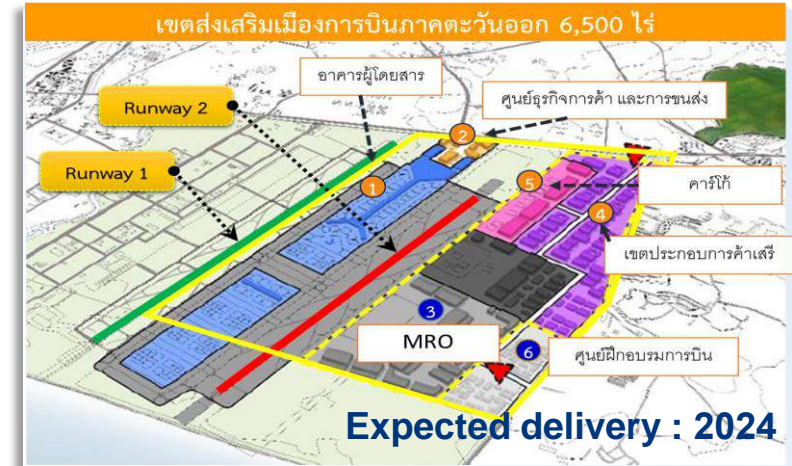 เขตส่งเสริมเมืองการบินภาคตะวันออก 6,500 ไร่
อาคารผู้โดยสาร
ศูนย์ธุรกิจการค้า และการขนส่ง
Runway 2
Runway 1
2
1
5
คาร์โก้
4
เขตประกอบการค้าเสรี
3
MRO
6
ศูนย์ฝึกอบรมการบิน
Expected delivery : 2024